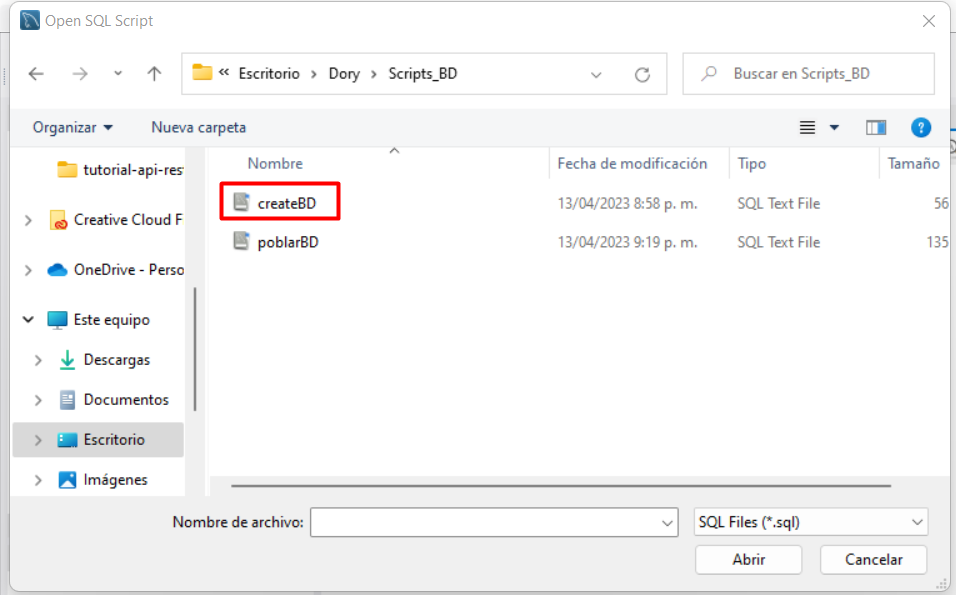 Open SQL Script
« Escritorio › Dory › Scripts_BD
Buscar en Scripts_BD
Organizar
Nueva carpeta
?
Nombre
Fecha de modificación
Tipo
Tamaño
tutorial-api-res
createBD
13/04/2023 8:58 p. m.
SQL Text File
56
Creative Cloud F
poblarBD
13/04/2023 9:19 p. m.
SQL Text File
135
OneDrive - Perso
Este equipo
Descargas
Documentos
Escritorio
Imágenes
Nombre de archivo:
SQL Files (*.sql)
Abrir
Cancelar